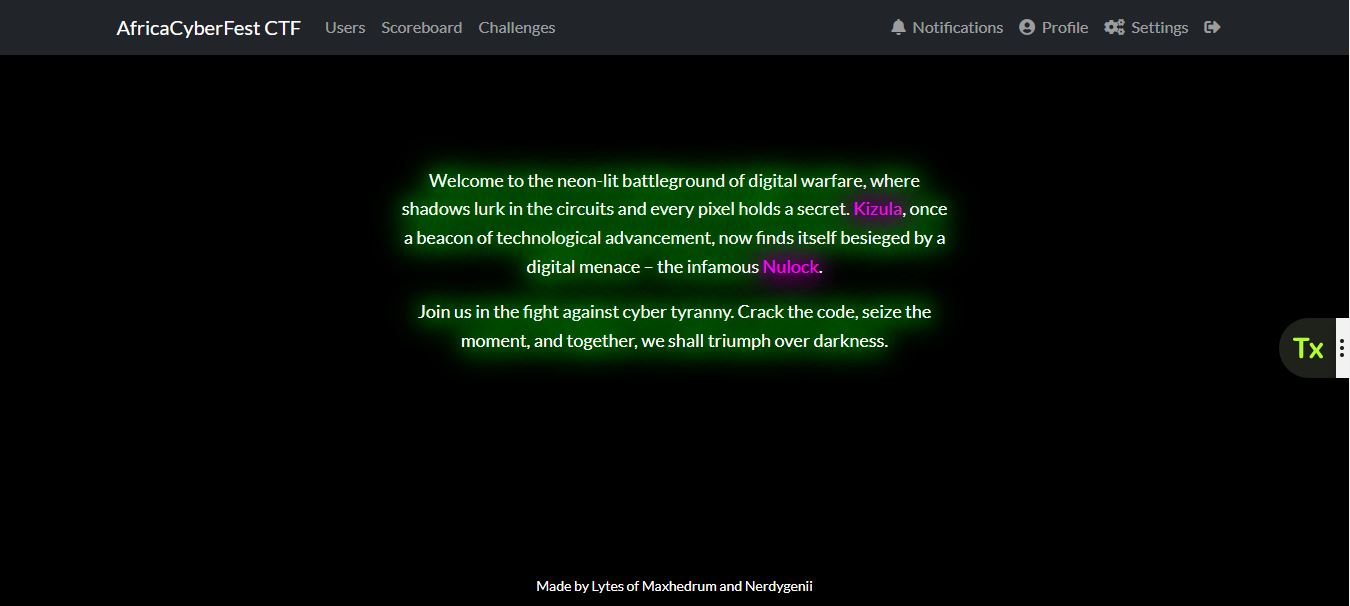 AfricaCyberFest CTF Users Scoreboard Challenges Notifications Profile Settings
Welcome to the neon-lit battleground of digital warfare, where
shadows lurk in the circuits and every pixel holds a secret. Kizula, once
a beacon of technological advancement, now finds itself besieged by a
digital menace – the infamous Nulock.
Join us in the fight against cyber tyranny. Crack the code, seize the
moment, and together, we shall triumph over darkness.
Tx
Made by Lytes of Maxhedrum and Nerdygenii